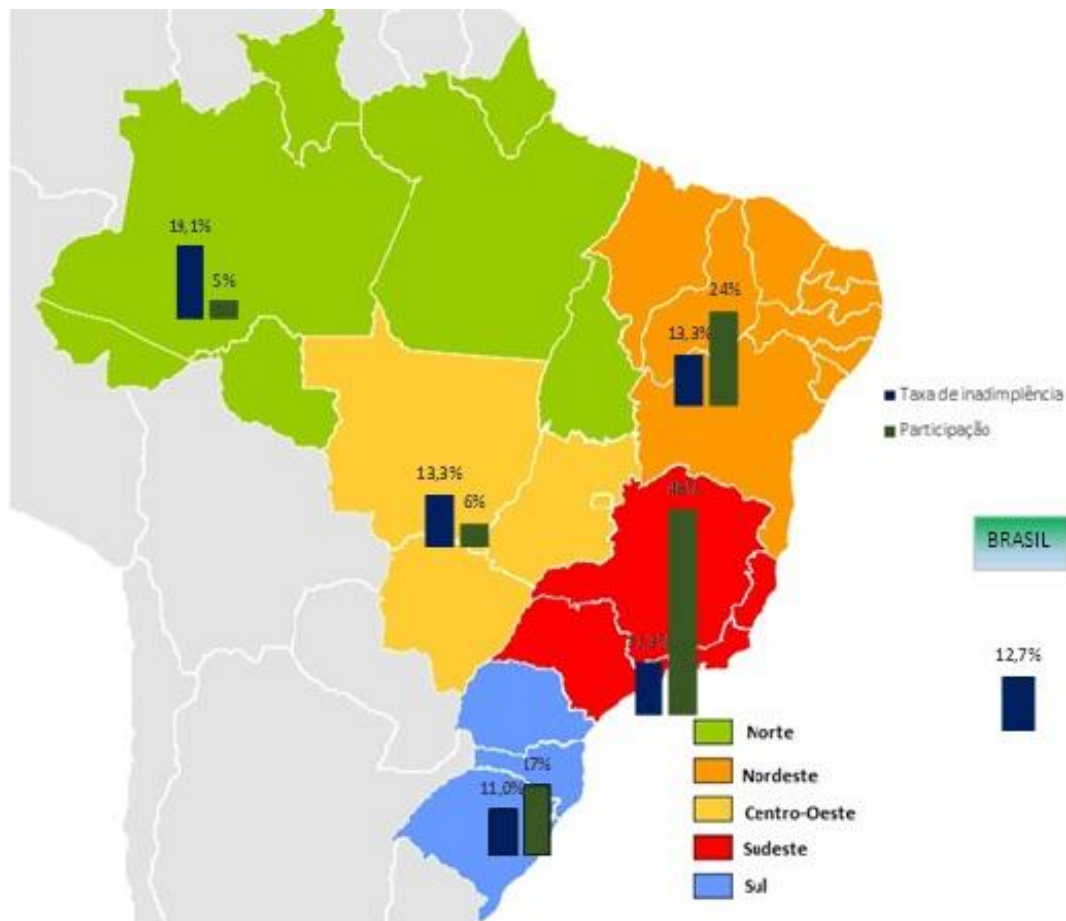 19,1%
5%
24%
13,3%
Taxa de inadimplência
Participação
13,3%
6%
BRASIL
12,7%
17%
11,0%
Norte
Nordeste
Centro-Oeste
Sudeste
Sul